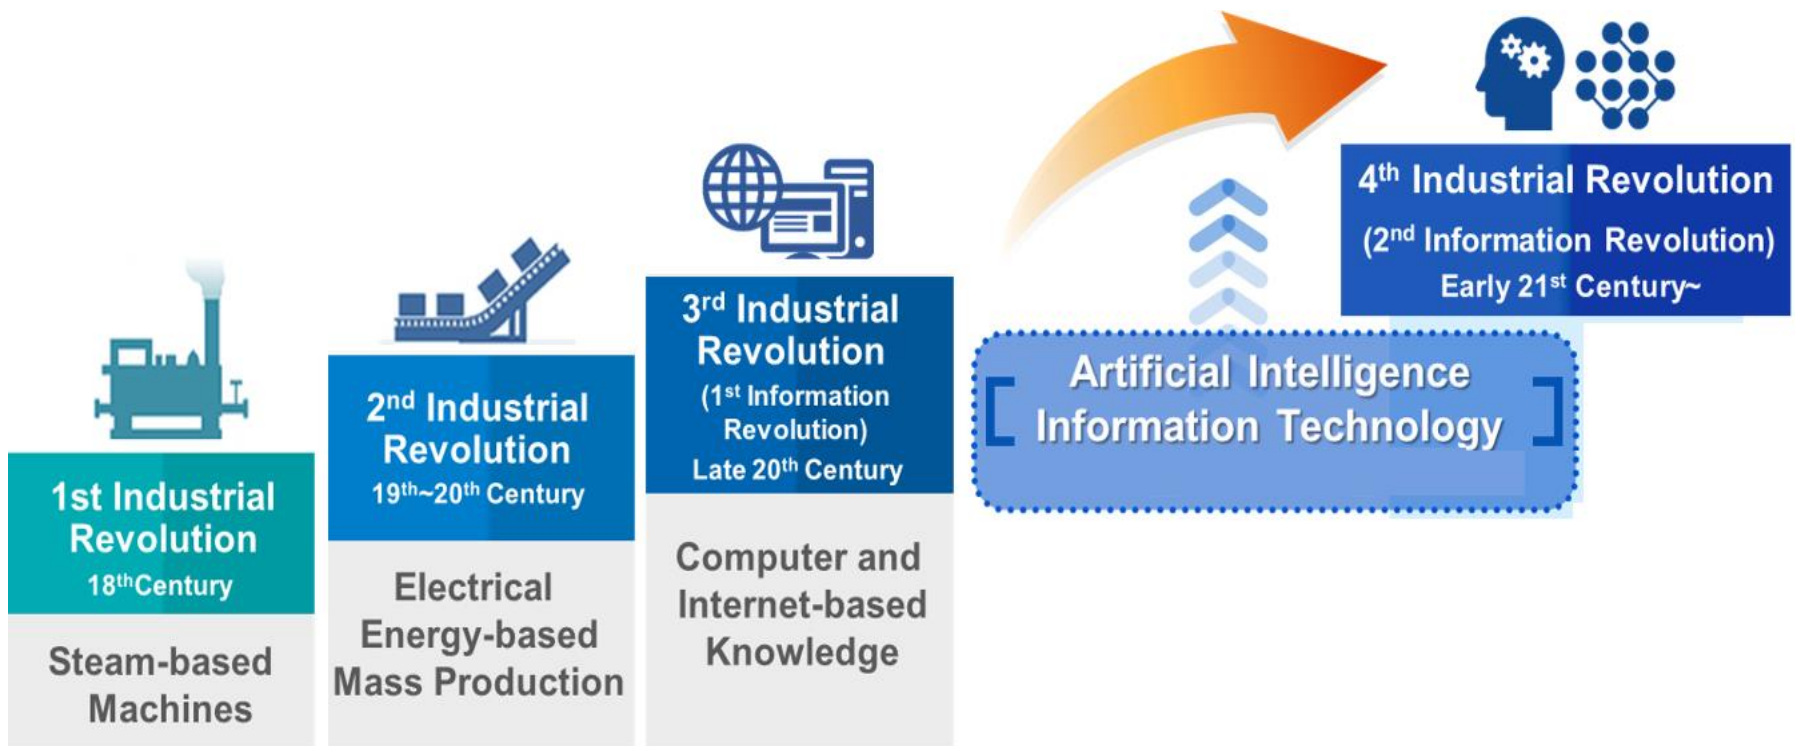 1st Industrial
Revolution
18thCentury
Steam-based
Machines
2nd Industrial
Revolution
19th~20th Century
Electrical
Energy-based
Mass Production
3rd Industrial
Revolution
(1st Information
Revolution)
Late 20th Century
Computer and
Internet-based
Knowledge
Artificial Intelligence
Information Technology
4th Industrial Revolution
(2nd Information Revolution)
Early 21st Century~